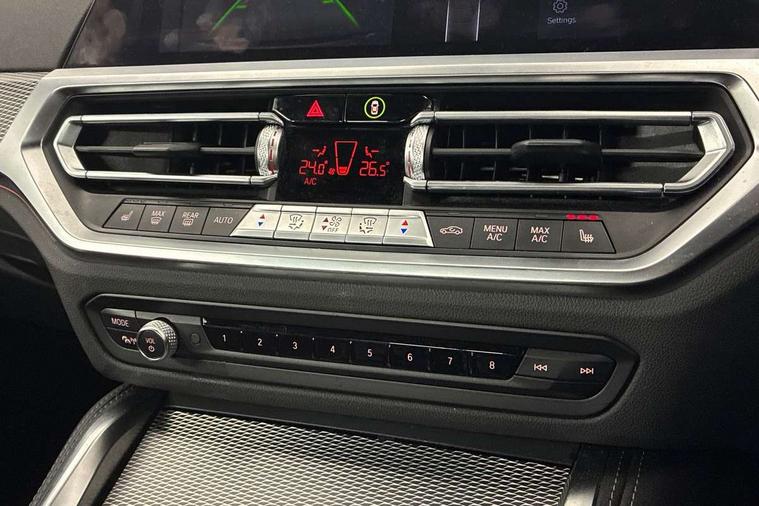 Settings
24.0° 26.5°
A/C
MAX REAR AUTO OFF MENU A/C MAX A/C
MODE
VOL
1 2 3 4 5 6 7 8